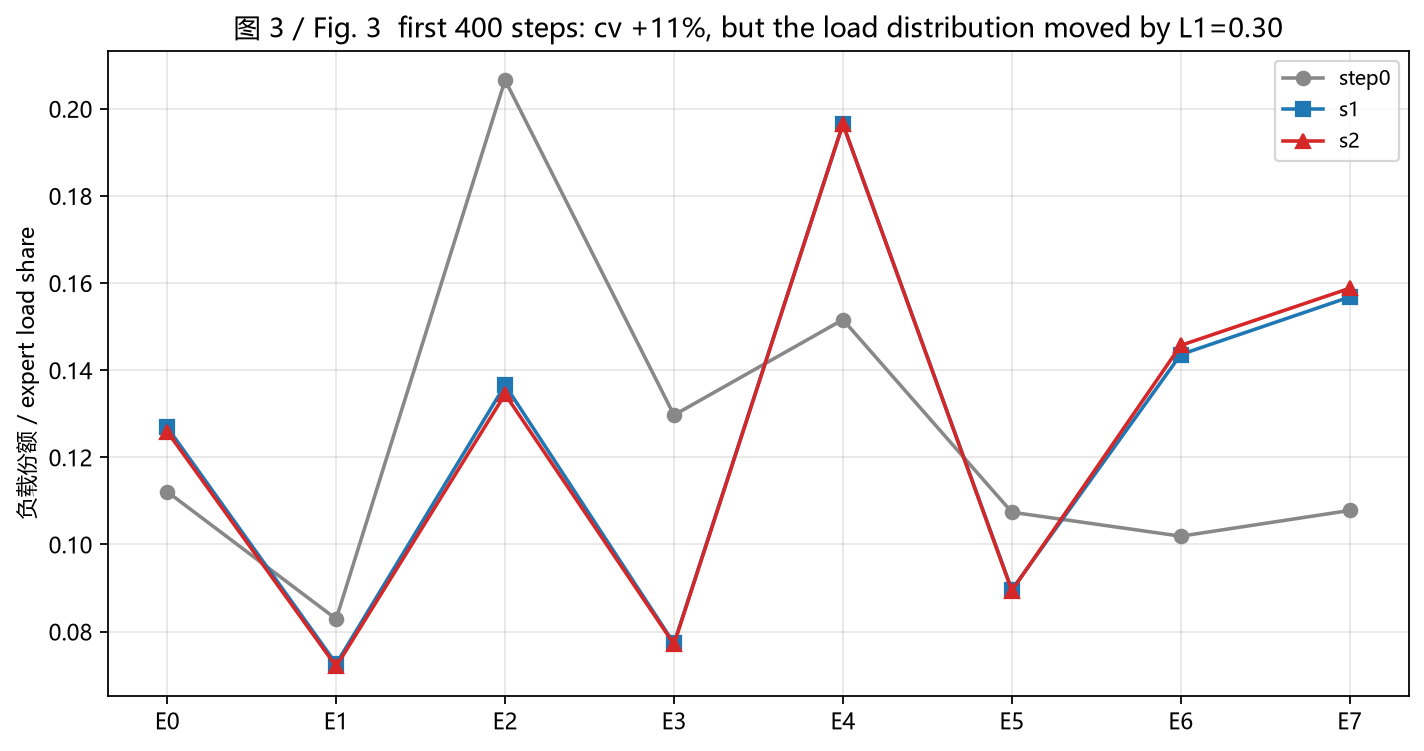 图 3 / Fig. 3 first 400 steps: cv +11%, but the load distribution moved by L1=0.30
step0
s1
s2
负载份额 / expert load share
0.20
0.18
0.16
0.14
0.12
0.10
0.08
E0 E1 E2 E3 E4 E5 E6 E7